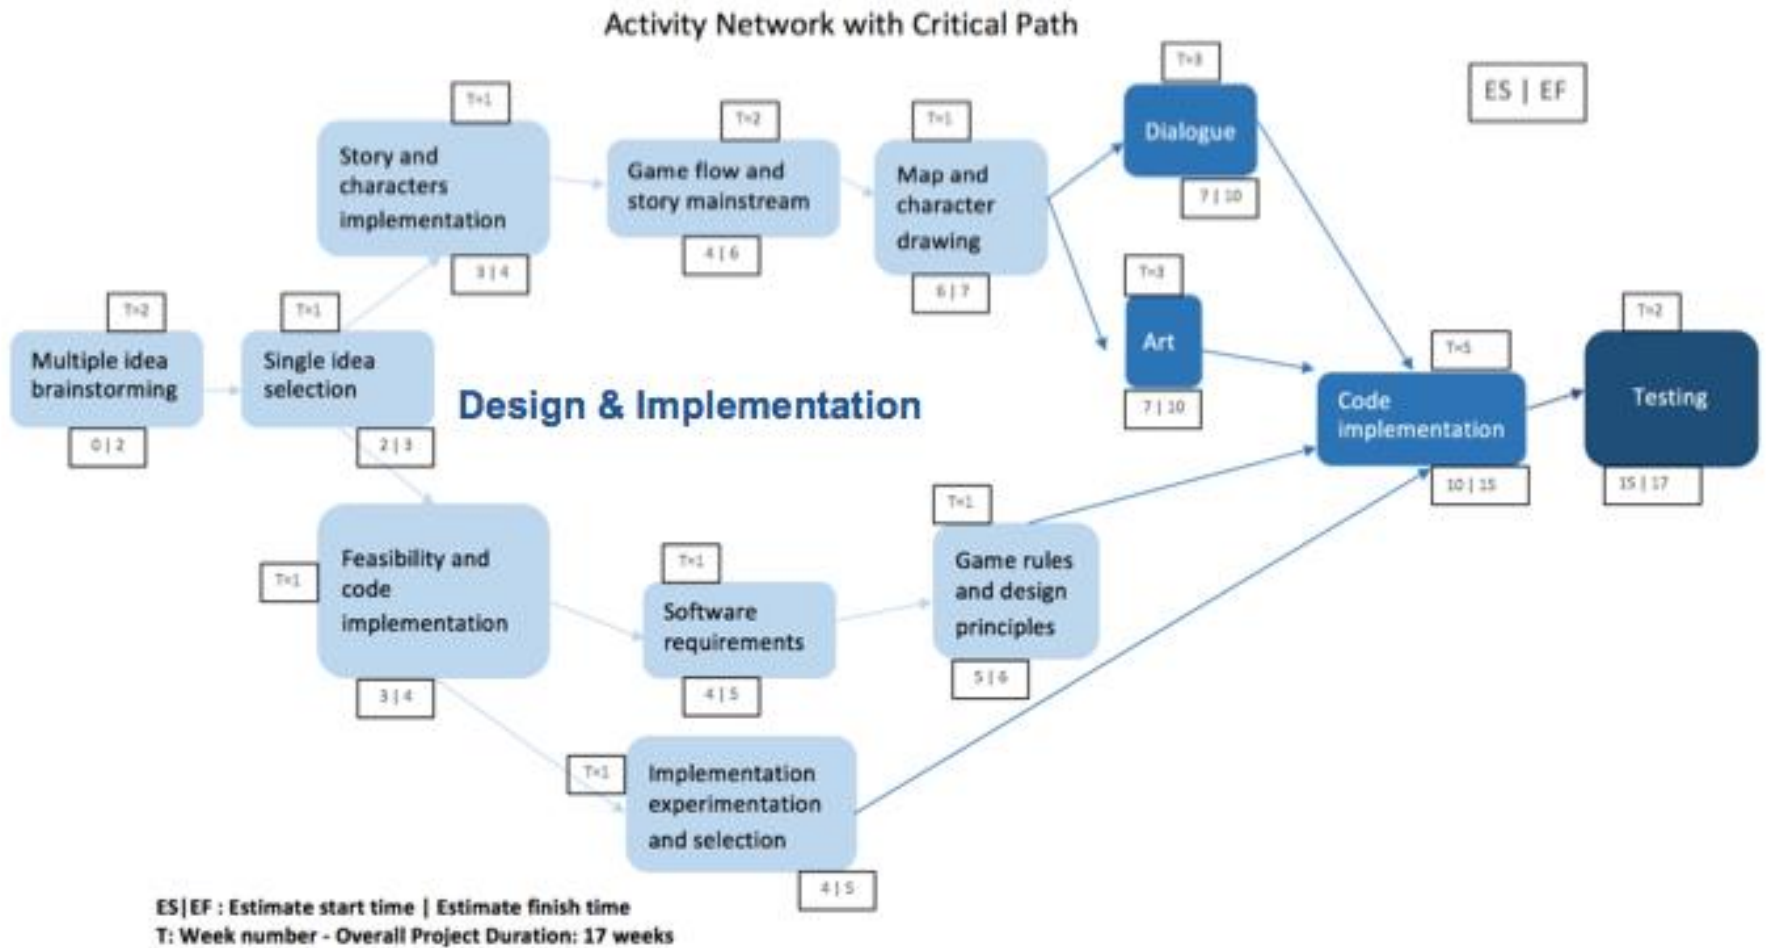 Activity Network with Critical Path
T=3
ES | EF
T=1
T=2
T=1
Dialogue
Story and
characters
implementation
Game flow and
story mainstream
Map and
character
drawing
7 | 10
3 | 4
4 | 6
6 | 7
T=3
Art
7 | 10
T=2
T=1
Multiple idea
brainstorming
Single idea
selection
0 | 2
2 | 3
Design & Implementation
T=5
Code
implementation
10 | 15
T=2
Testing
15 | 17
T=1
Feasibility and
code
implementation
3 | 4
T=1
Software
requirements
4 | 5
T=1
Game rules
and design
principles
5 | 6
T=1
Implementation
experimentation
and selection
4 | 5
ES|EF : Estimate start time | Estimate finish time
T: Week number - Overall Project Duration: 17 weeks